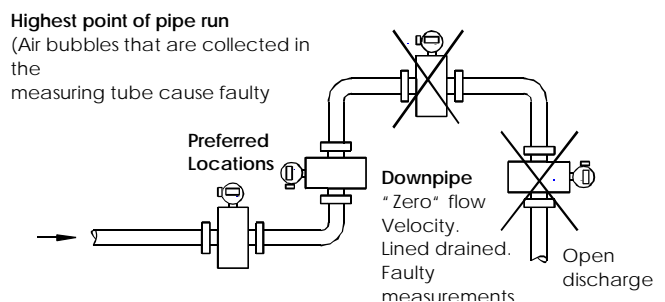 Highest point of pipe run
(Air bubbles that are collected in
the
measuring tube cause faulty
Preferred
Locations
Downpipe
"Zero" flow
Velocity.
Lined drained.
Faulty
measurements
Open
discharge